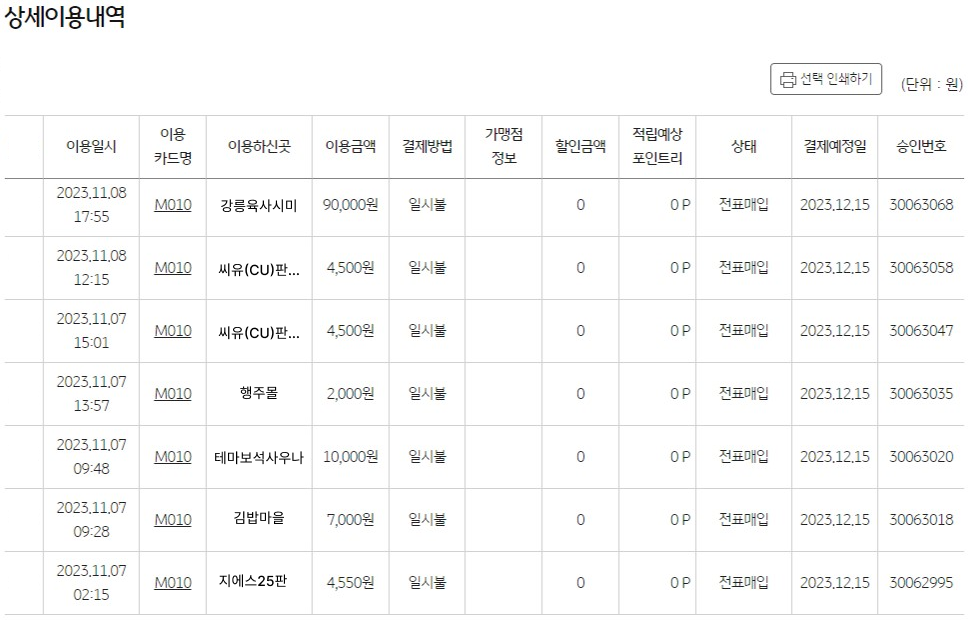 상세이용내역
선택 인쇄하기 (단위 : 원)
이용일시 이용 카드명 이용하신곳 이용금액 결제방법 가맹점 정보 할인금액 적립예상 포인트리 상태 결제예정일 승인번호
2023.11.08 17:55 M010 강릉육사시미 90,000원 일시불 0 0 P 전표매입 2023.12.15 30063068
2023.11.08 12:15 M010 씨유(CU)판... 4,500원 일시불 0 0 P 전표매입 2023.12.15 30063058
2023.11.07 15:01 M010 씨유(CU)판... 4,500원 일시불 0 0 P 전표매입 2023.12.15 30063047
2023.11.07 13:57 M010 행주몰 2,000원 일시불 0 0 P 전표매입 2023.12.15 30063035
2023.11.07 09:48 M010 테마보석사우나 10,000원 일시불 0 0 P 전표매입 2023.12.15 30063020
2023.11.07 09:28 M010 김밥마을 7,000원 일시불 0 0 P 전표매입 2023.12.15 30063018
2023.11.07 02:15 M010 지에스25판 4,550원 일시불 0 0 P 전표매입 2023.12.15 30062995